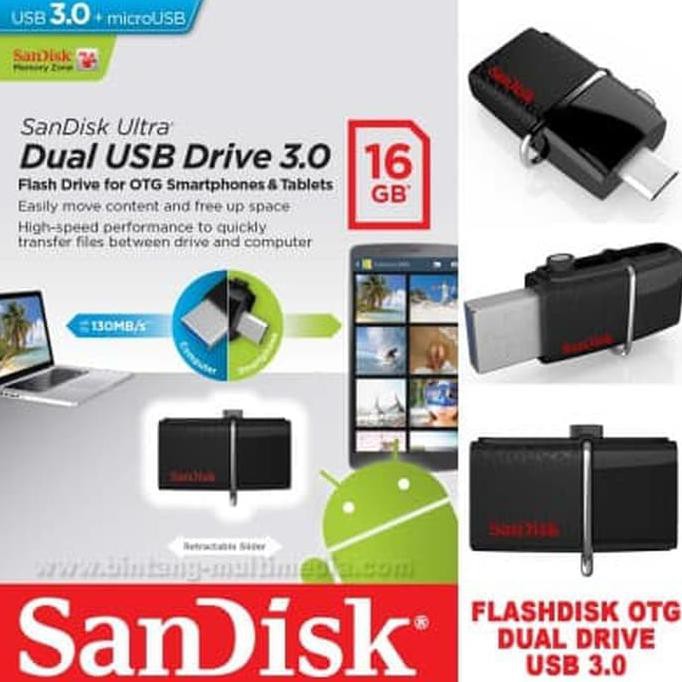 USB 3.0 + microUSB
SanDisk
Memory Zone
SanDisk Ultra
Dual USB Drive 3.0
Flash Drive for OTG Smartphones & Tablets
Easily move content and free up space
High-speed performance to quickly
transfer files between drive and computer
16
GB*
130MB/s*
Computer
Smartphone
SanDisk
Retractable Slider
www.bintang-multimedia.com
SanDisk®
SanDisk
SanDisk
SanDisk
FLASHDISK OTG
DUAL DRIVE
USB 3.0